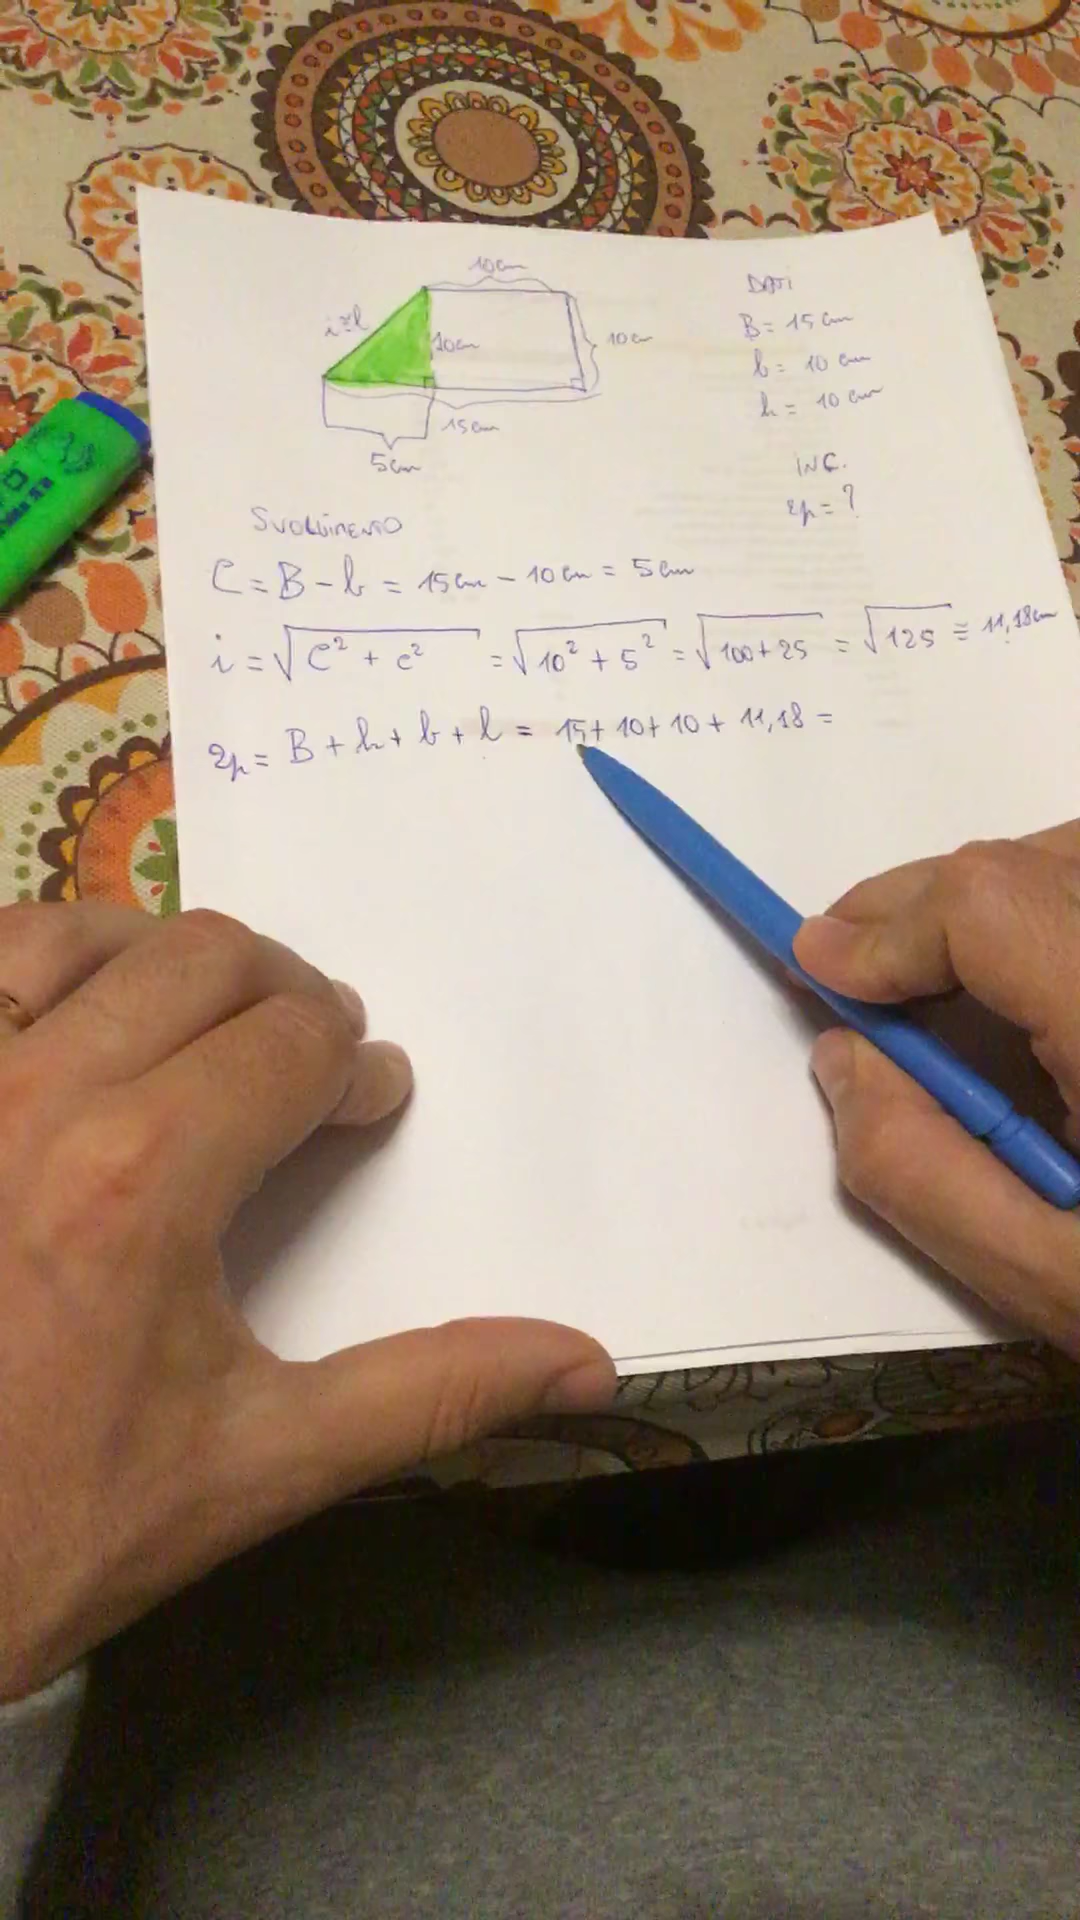 10cm
i≅l
10cm
10cm
15cm
5cm
DATI
B = 15 cm
b = 10 cm
h = 10 cm
INC.
2p = ?
SVOLGIMENTO
C = B - b = 15cm - 10cm = 5cm
i = √C² + c² = √10² + 5² = √100+25 = √125 ≅ 11,18cm
2p = B + h + b + l = 15+ 10+ 10 + 11,18 =